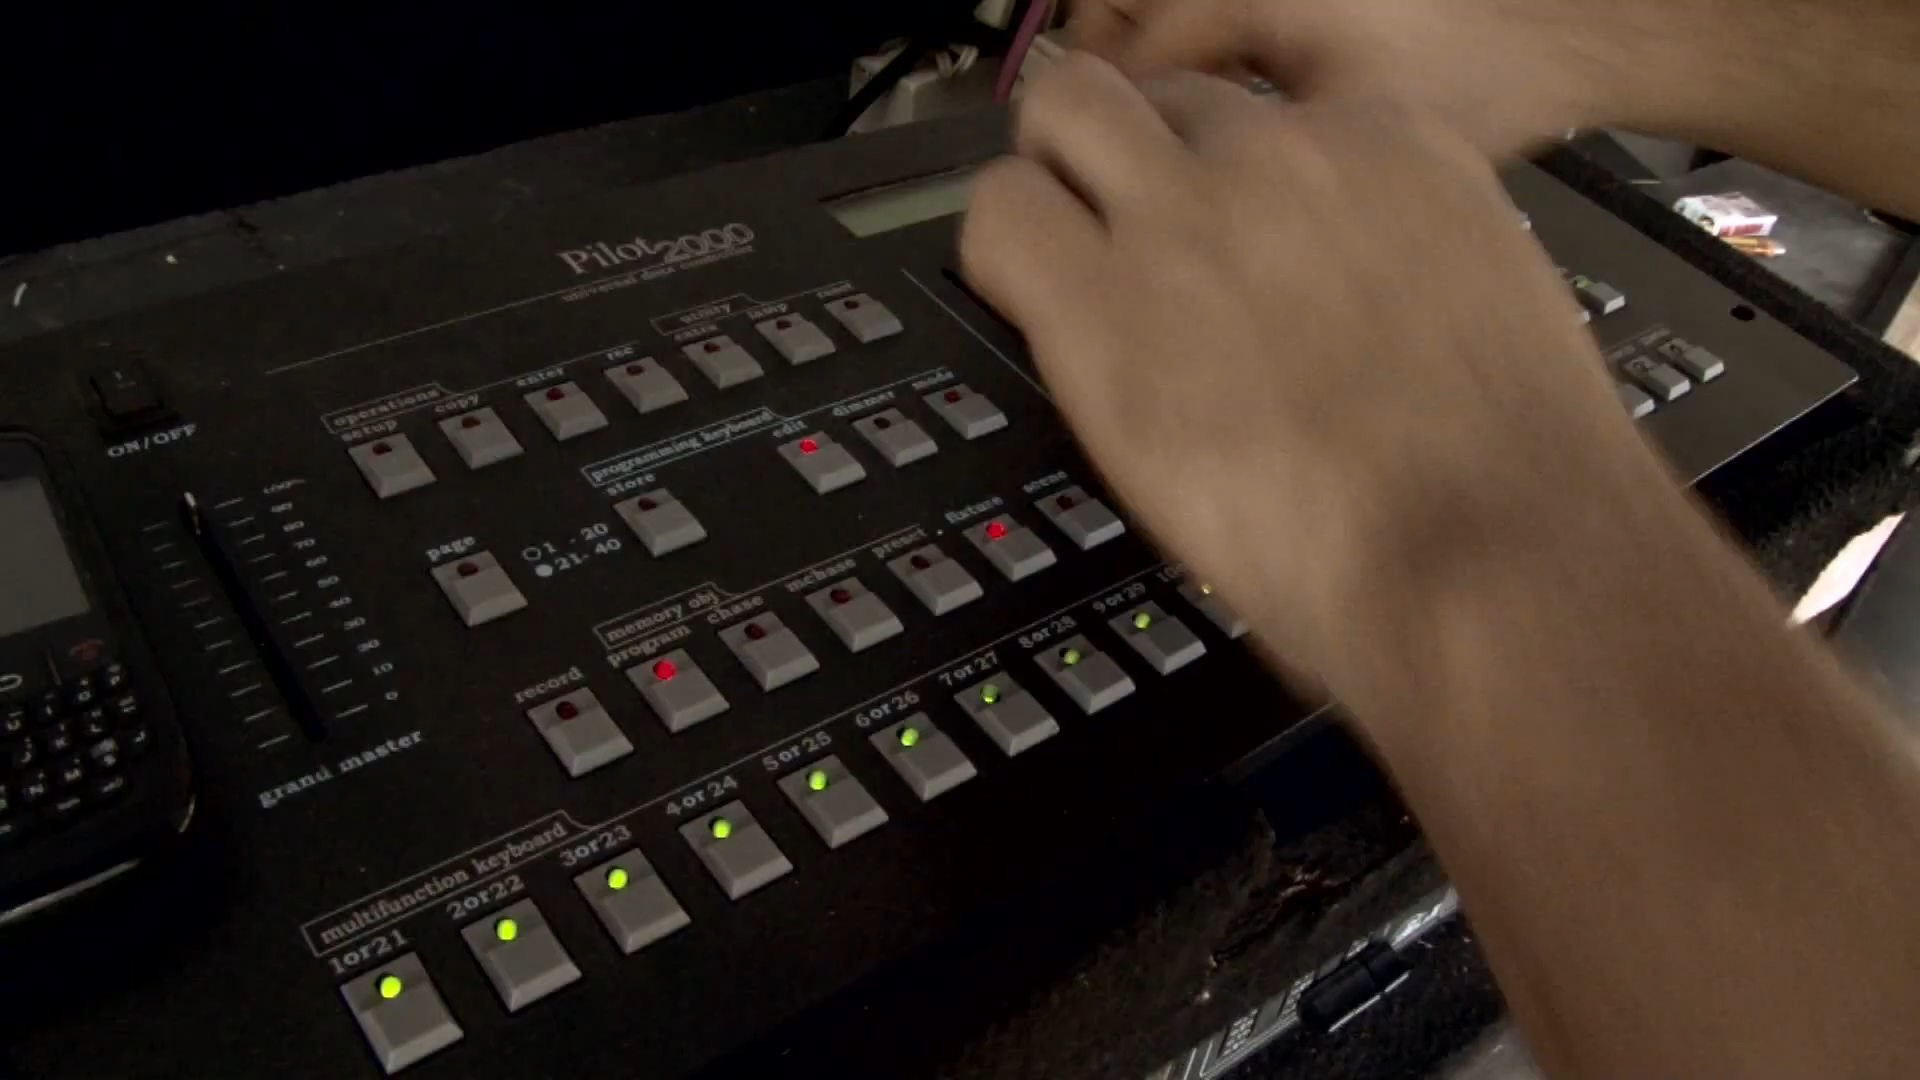 Pilot2000
universal data controller
utility
extra
lamp
operations
setup
copy
enter
rec
ON/OFF
programming keyboard
store
edit
dimmer
mode
100%
90
80
70
60
50
40
30
20
10
0
grand master
page
1 - 20
21 - 40
memory obj
record
program
chase
mchase
preset
fixture
scene
multifunction keyboard
1or21
2or22
3or23
4or24
5or25
6or26
7or27
8or28
9or29